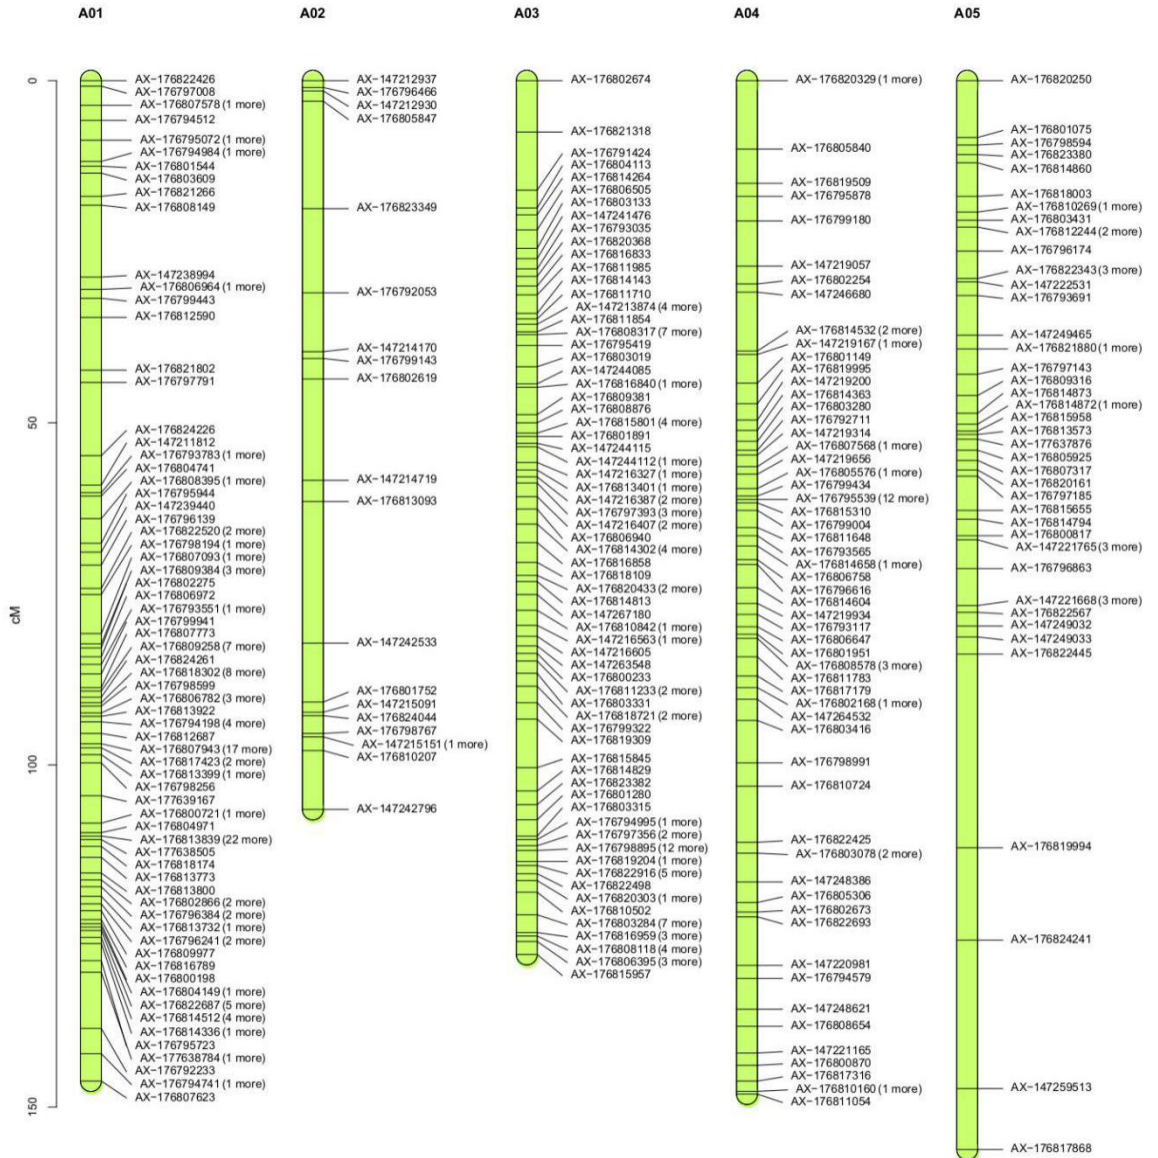 A01
A02
A03
A04
A05
cM
0
50
100
150
AX-176822426
AX-176797008
AX-176807578 (1 more)
AX-176794512
AX-176795072 (1 more)
AX-176794984 (1 more)
AX-176801544
AX-176803609
AX-176821266
AX-176808149
AX-147238994
AX-176806964 (1 more)
AX-176799443
AX-176812590
AX-176821802
AX-176797791
AX-176824226
AX-147211812
AX-176793783 (1 more)
AX-176804741
AX-176808395 (1 more)
AX-176795944
AX-147239440
AX-176796139
AX-176822520 (2 more)
AX-176798194 (1 more)
AX-176807093 (1 more)
AX-176809384 (3 more)
AX-176802275
AX-176806972
AX-176793551 (1 more)
AX-176799941
AX-176807773
AX-176809258 (7 more)
AX-176824261
AX-176818302 (8 more)
AX-176798599
AX-176806782 (3 more)
AX-176813922
AX-176794198 (4 more)
AX-176812687
AX-176807943 (17 more)
AX-176817423 (2 more)
AX-176813399 (1 more)
AX-176798256
AX-177639167
AX-176800721 (1 more)
AX-176804971
AX-176813839 (22 more)
AX-177638505
AX-176818174
AX-176813773
AX-176813800
AX-176802866 (2 more)
AX-176796384 (2 more)
AX-176813732 (1 more)
AX-176796241 (2 more)
AX-176809977
AX-176816789
AX-176800198
AX-176804149 (1 more)
AX-176822687 (5 more)
AX-176814512 (4 more)
AX-176814336 (1 more)
AX-176795723
AX-177638784 (1 more)
AX-176792233
AX-176794741 (1 more)
AX-176807623
AX-147212937
AX-176796466
AX-147212930
AX-176805847
AX-176823349
AX-176792053
AX-147214170
AX-176799143
AX-176802619
AX-147214719
AX-176813093
AX-147242533
AX-176801752
AX-147215091
AX-176824044
AX-176798767
AX-147215151 (1 more)
AX-176810207
AX-147242796
AX-176802674
AX-176821318
AX-176791424
AX-176804113
AX-176814264
AX-176806505
AX-176803133
AX-147241476
AX-176793035
AX-176820368
AX-176816833
AX-176811985
AX-176814143
AX-176811710
AX-147213874 (4 more)
AX-176811854
AX-176808317 (7 more)
AX-176795419
AX-176803019
AX-147244085
AX-176816840 (1 more)
AX-176809381
AX-176808876
AX-176815801 (4 more)
AX-176801891
AX-147244115
AX-147244112 (1 more)
AX-147216327 (1 more)
AX-176813401 (1 more)
AX-147216387 (2 more)
AX-176797393 (3 more)
AX-147216407 (2 more)
AX-176806940
AX-176814302 (4 more)
AX-176816858
AX-176818109
AX-176820433 (2 more)
AX-176814813
AX-147267180
AX-176810842 (1 more)
AX-147216563 (1 more)
AX-147216605
AX-147263548
AX-176800233
AX-176811233 (2 more)
AX-176803331
AX-176818721 (2 more)
AX-176799322
AX-176819309
AX-176815845
AX-176814829
AX-176823382
AX-176801280
AX-176803315
AX-176794995 (1 more)
AX-176797356 (2 more)
AX-176798895 (12 more)
AX-176819204 (1 more)
AX-176822916 (5 more)
AX-176822498
AX-176820303 (1 more)
AX-176810502
AX-176803284 (7 more)
AX-176816959 (3 more)
AX-176808118 (4 more)
AX-176806395 (3 more)
AX-176815957
AX-176820329 (1 more)
AX-176805840
AX-176819509
AX-176795878
AX-176799180
AX-147219057
AX-176802254
AX-147246680
AX-176814532 (2 more)
AX-147219167 (1 more)
AX-176801149
AX-176819995
AX-147219200
AX-176814363
AX-176803280
AX-176792711
AX-147219314
AX-176807568 (1 more)
AX-147219656
AX-176805576 (1 more)
AX-176799434
AX-176795539 (12 more)
AX-176815310
AX-176799004
AX-176811648
AX-176793565
AX-176814658 (1 more)
AX-176806758
AX-176796616
AX-176814604
AX-147219934
AX-176793117
AX-176806647
AX-176801951
AX-176808578 (3 more)
AX-176811783
AX-176817179
AX-176802168 (1 more)
AX-147264532
AX-176803416
AX-176798991
AX-176810724
AX-176822425
AX-176803078 (2 more)
AX-147248386
AX-176805306
AX-176802673
AX-176822693
AX-147220981
AX-176794579
AX-147248621
AX-176808654
AX-147221165
AX-176800870
AX-176817316
AX-176810160 (1 more)
AX-176811054
AX-176820250
AX-176801075
AX-176798594
AX-176823380
AX-176814860
AX-176818003
AX-176810269 (1 more)
AX-176803431
AX-176812244 (2 more)
AX-176796174
AX-176822343 (3 more)
AX-147222531
AX-176793691
AX-147249465
AX-176821880 (1 more)
AX-176797143
AX-176809316
AX-176814873
AX-176814872 (1 more)
AX-176815958
AX-176813573
AX-177637876
AX-176805925
AX-176807317
AX-176820161
AX-176797185
AX-176815655
AX-176814794
AX-176800817
AX-147221765 (3 more)
AX-176796863
AX-147221668 (3 more)
AX-176822567
AX-147249032
AX-147249033
AX-176822445
AX-176819994
AX-176824241
AX-147259513
AX-176817868